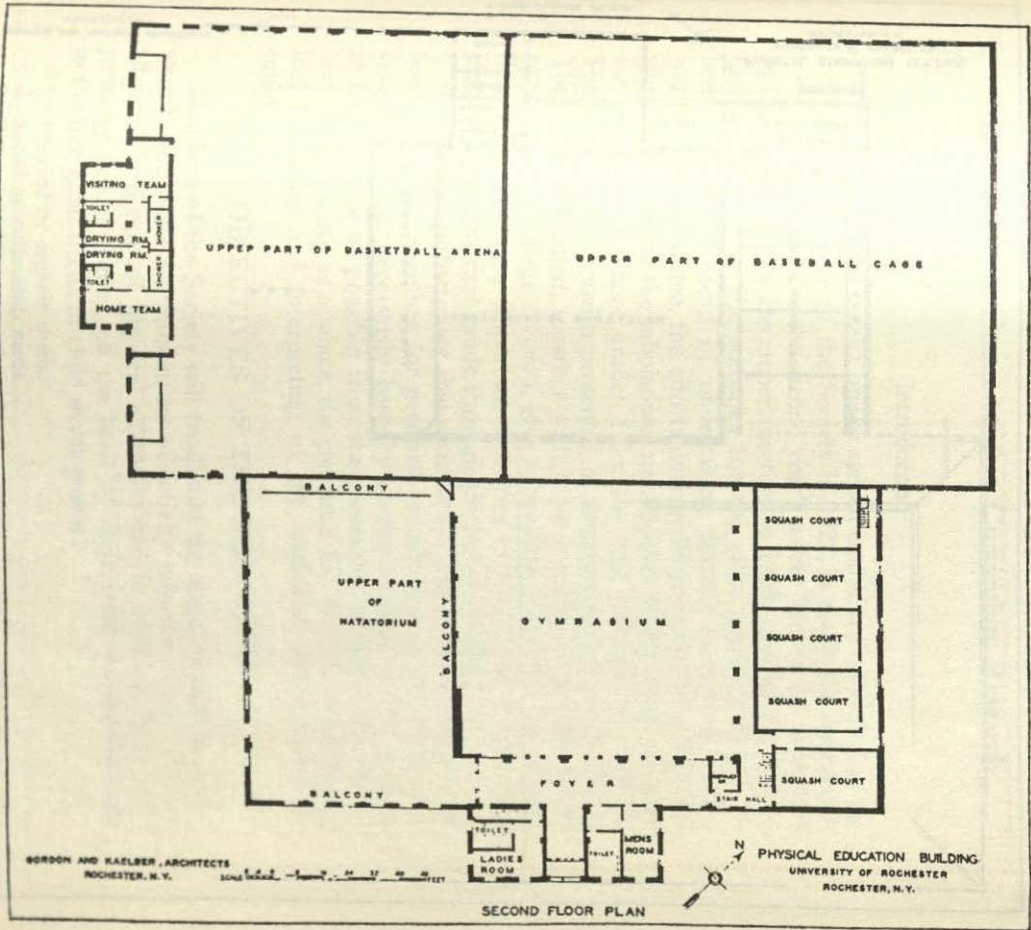 VISITING TEAM
TOILET
SHOWER
DRYING RM.
DRYING RM.
SHOWER
TOILET
HOME TEAM
UPPER PART OF BASKETBALL ARENA
UPPER PART OF BASEBALL CAGE
BALCONY
UPPER PART
OF
NATATORIUM
BALCONY
GYMNASIUM
SQUASH COURT
SQUASH COURT
SQUASH COURT
SQUASH COURT
SQUASH COURT
FOYER
STAIR HALL
BALCONY
TOILET
LADIES
ROOM
TOILET
MENS
ROOM
GORDON AND KAELBER, ARCHITECTS
ROCHESTER, N.Y.
SCALE
FEET
N
PHYSICAL EDUCATION BUILDING
UNIVERSITY OF ROCHESTER
ROCHESTER, N.Y.
SECOND FLOOR PLAN